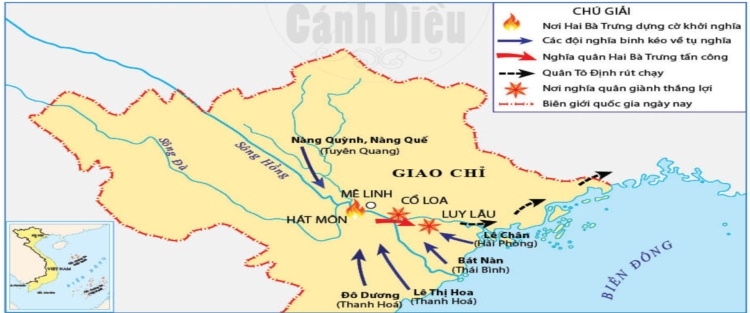 Cánh Diều
CHÚ GIẢI
Nơi Hai Bà Trưng dựng cờ khởi nghĩa
Các đội nghĩa binh kéo về tụ nghĩa
Nghĩa quân Hai Bà Trưng tấn công
Quân Tô Định rút chạy
Nơi nghĩa quân giành thắng lợi
Biên giới quốc gia ngày nay
Sông Đà
Sông Hồng
Nàng Quỳnh, Nàng Quế
(Tuyên Quang)
GIAO CHỈ
MÊ LINH
CỔ LOA
HÁT MÔN
LUY LÂU
Lê Chân
(Hải Phòng)
Bát Nàn
(Thái Bình)
Đô Dương
(Thanh Hoá)
Lê Thị Hoa
(Thanh Hoá)
BIỂN ĐÔNG
VIỆT NAM